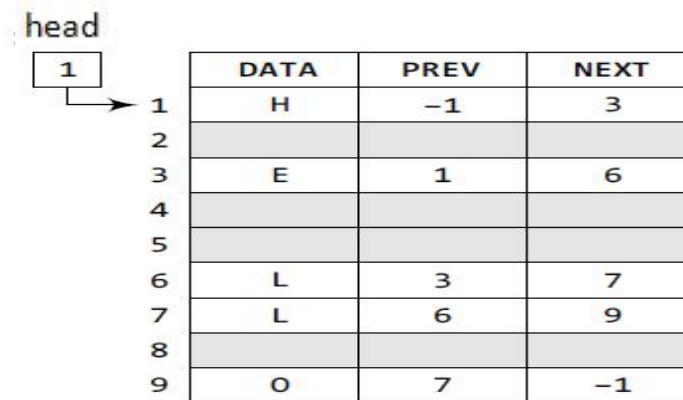 head
1
DATA PREV NEXT
1 H −1 3
2
3 E 1 6
4
5
6 L 3 7
7 L 6 9
8
9 O 7 −1